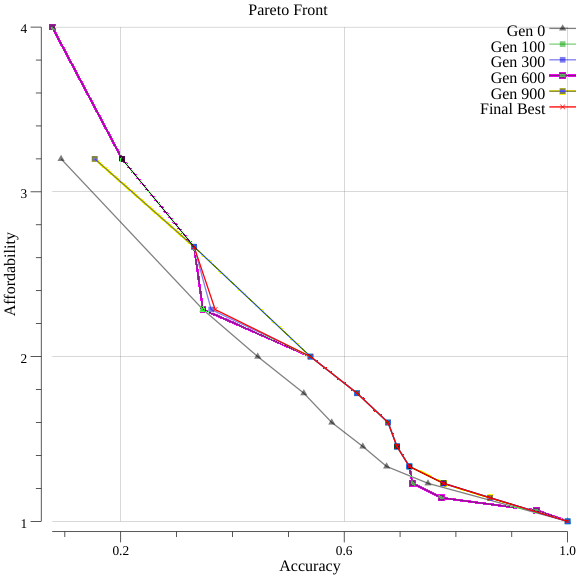 Pareto Front
Gen 0
Gen 100
Gen 300
Gen 600
Gen 900
Final Best
4
3
2
1
Affordability
0.2
0.6
1.0
Accuracy